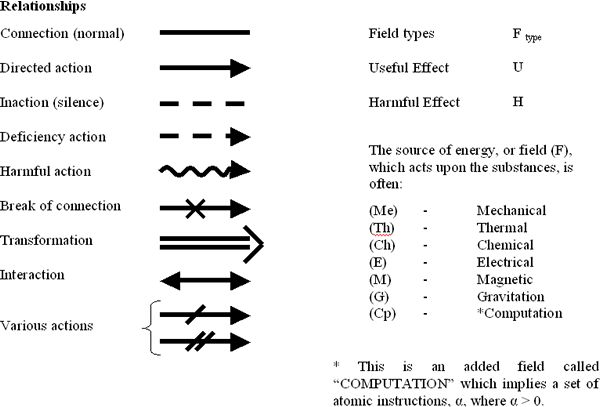 Relationships
Connection (normal)
Directed action
Inaction (silence)
Deficiency action
Harmful action
Break of connection
Transformation
Interaction
Various actions
Field types F type
Useful Effect U
Harmful Effect H
The source of energy, or field (F),
which acts upon the substances, is
often:
(Me) - Mechanical
(Th) - Thermal
(Ch) - Chemical
(E) - Electrical
(M) - Magnetic
(G) - Gravitation
(Cp) - *Computation
* This is an added field called
“COMPUTATION” which implies a set of
atomic instructions, α, where α > 0.